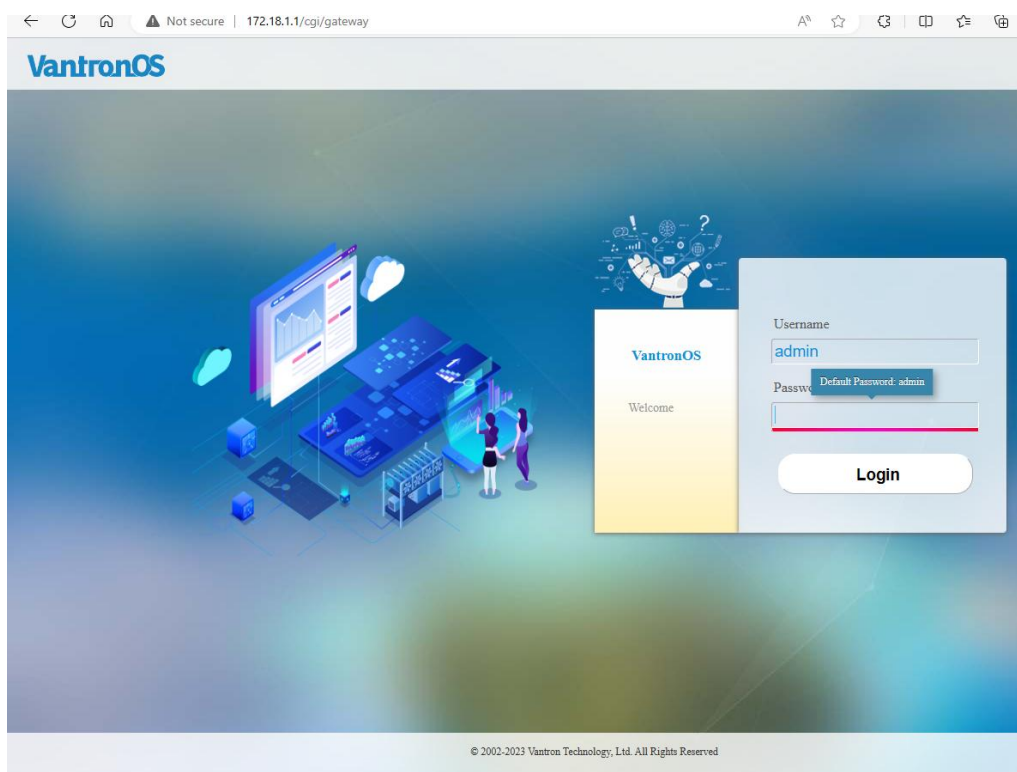 Not secure 172.18.1.1/cgi/gateway
VantronOS
Username
admin
Default Password: admin
VantronOS
Welcome
Login
© 2002-2023 Vantron Technology, Ltd. All Rights Reserved